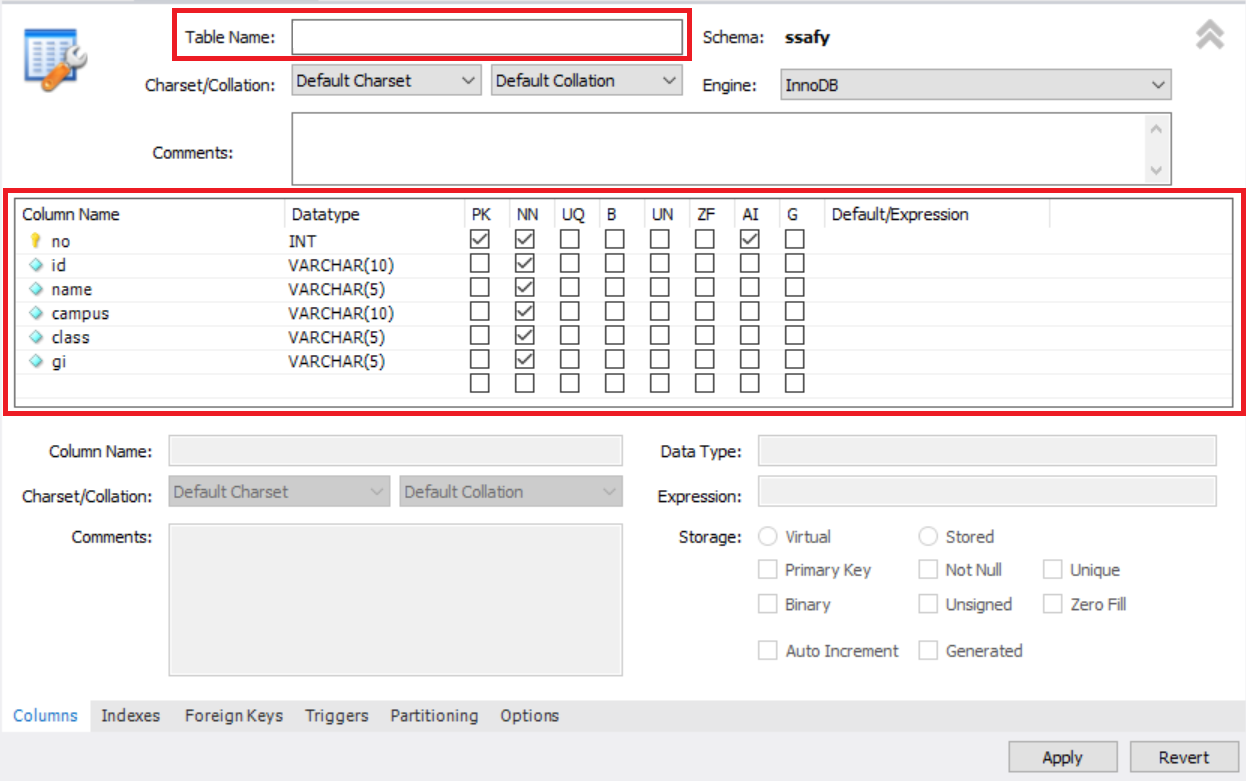 Table Name: Schema: ssafy
Charset/Collation: Default Charset Default Collation Engine: InnoDB
Comments:
Column Name Datatype PK NN UQ B UN ZF AI G Default/Expression
no INT
id VARCHAR(10)
name VARCHAR(5)
campus VARCHAR(10)
class VARCHAR(5)
gi VARCHAR(5)
Column Name: Data Type:
Charset/Collation: Default Charset Default Collation Expression:
Comments: Storage: Virtual Stored
Primary Key Not Null Unique
Binary Unsigned Zero Fill
Auto Increment Generated
Columns Indexes Foreign Keys Triggers Partitioning Options
Apply Revert